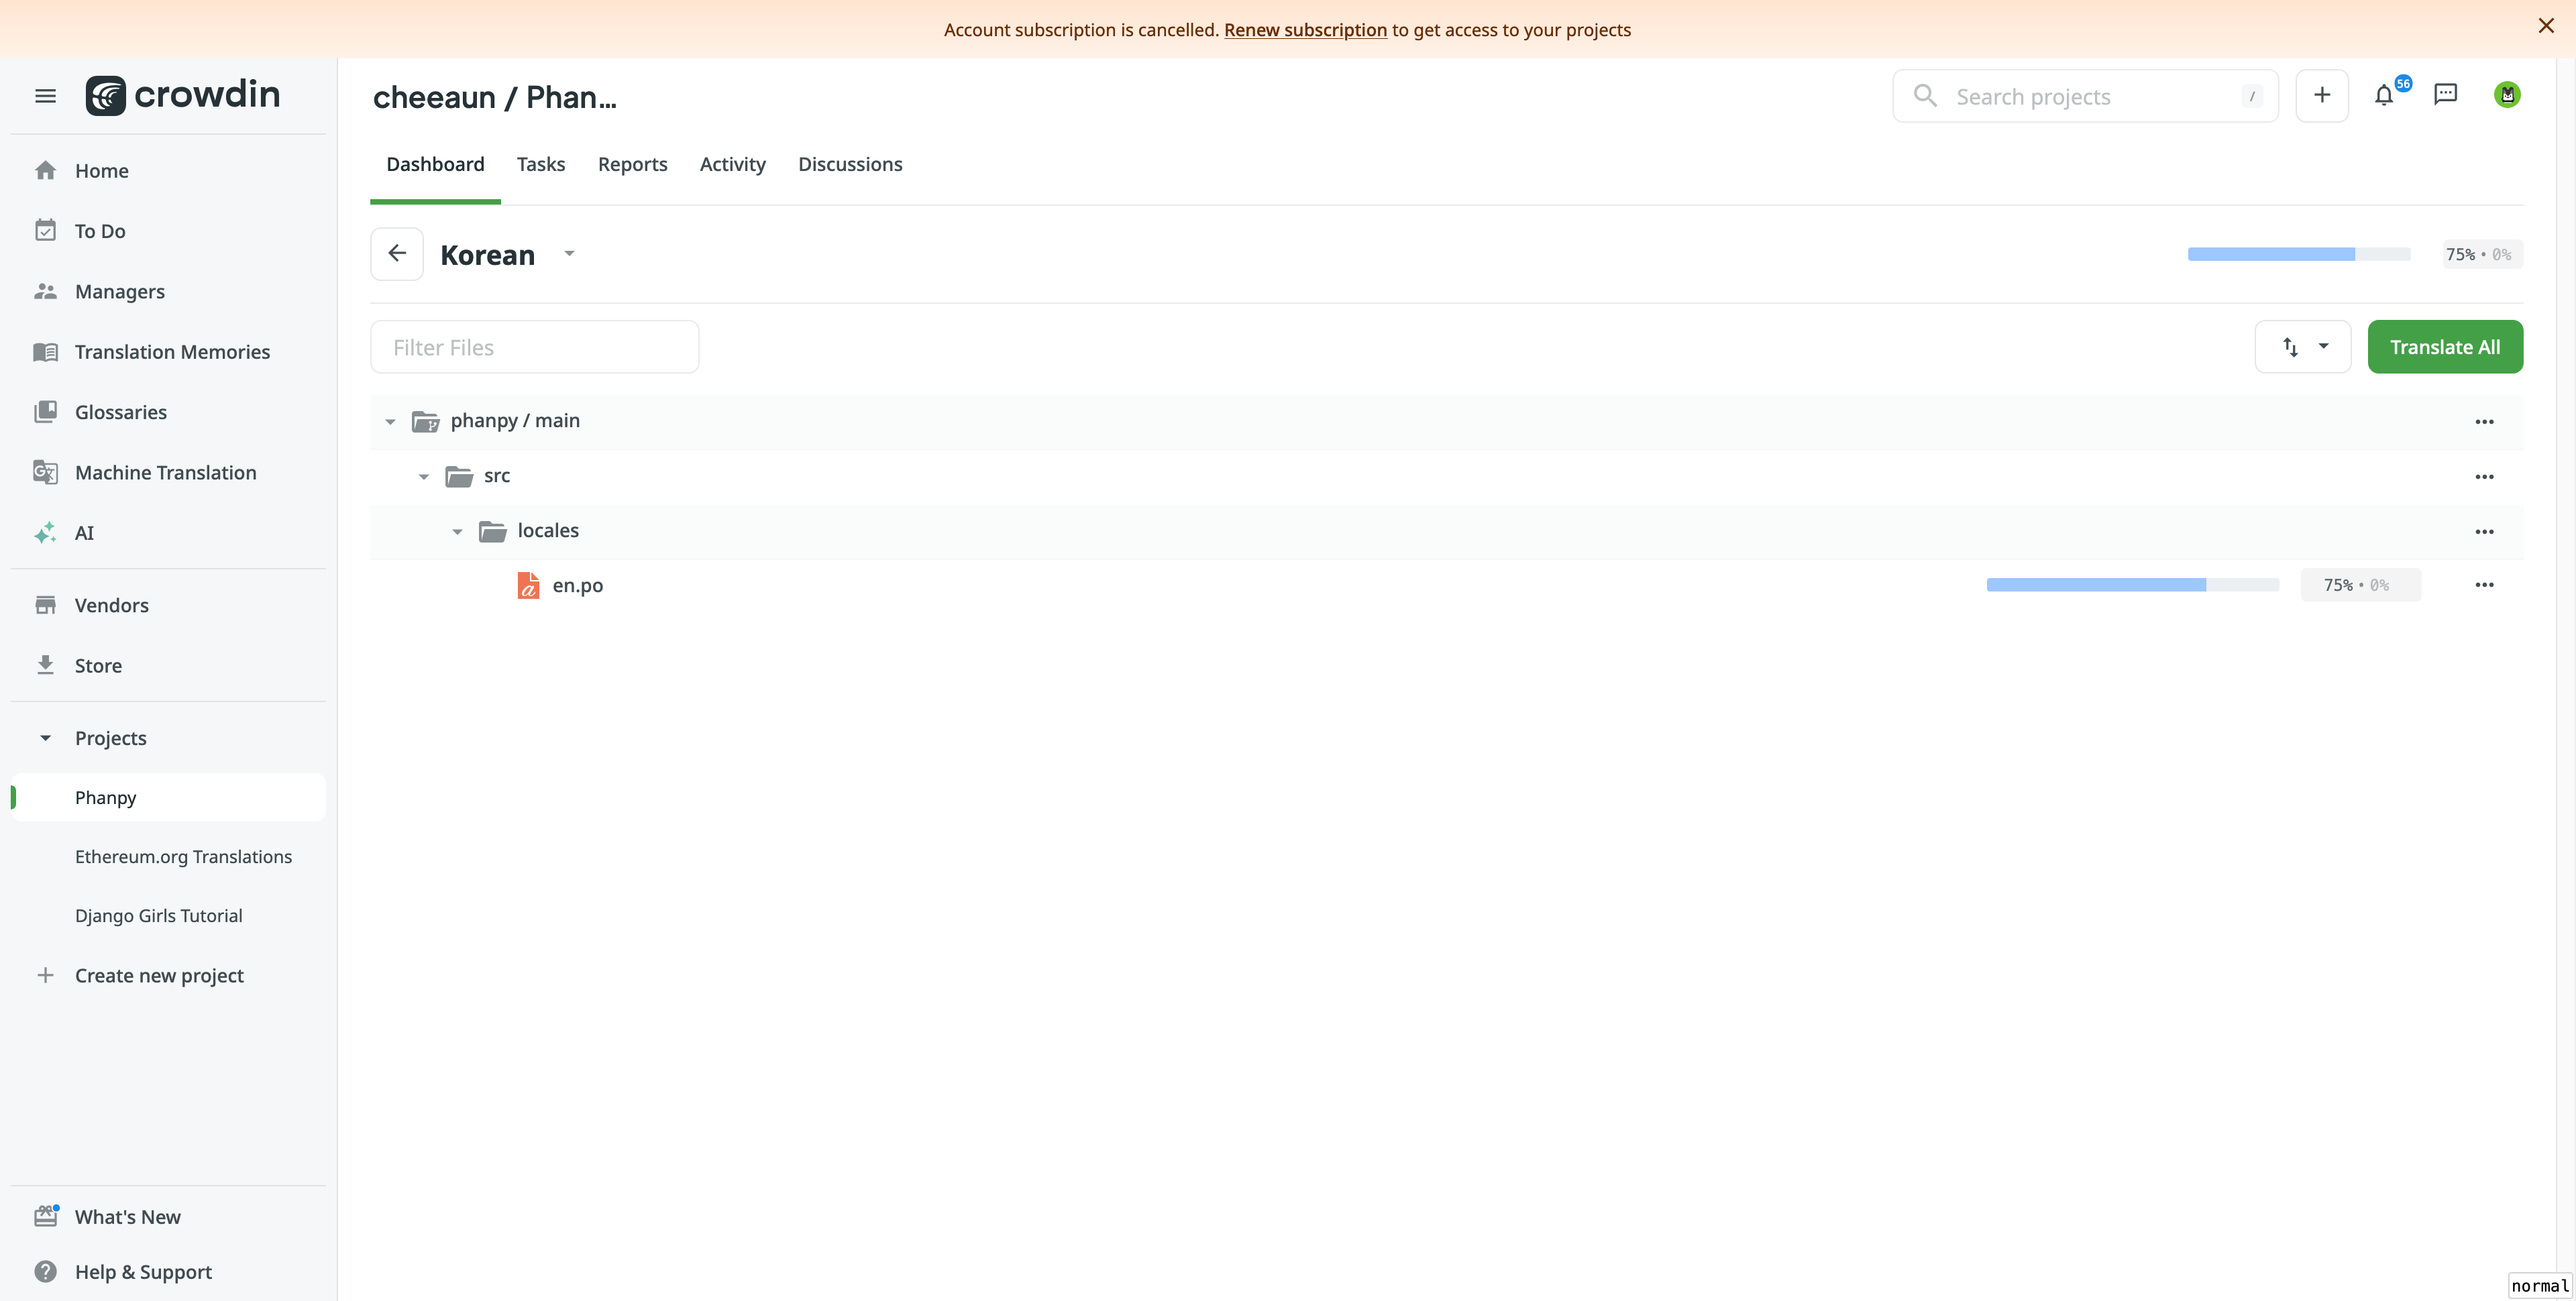 Account subscription is cancelled. Renew subscription to get access to your projects
crowdin
Home
To Do
Managers
Translation Memories
Glossaries
Machine Translation
AI
Vendors
Store
Projects
Phanpy
Ethereum.org Translations
Django Girls Tutorial
Create new project
What's New
Help & Support
cheeaun / Phan...
Search projects /
56
Dashboard Tasks Reports Activity Discussions
Korean
75% • 0%
Filter Files
Translate All
phanpy / main
src
locales
en.po
75% • 0%
normal